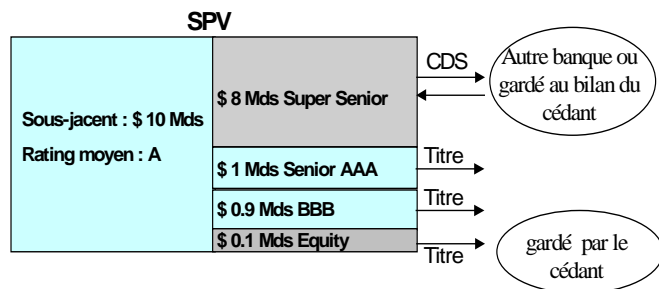 SPV
Sous-jacent : $ 10 Mds
Rating moyen : A
$ 8 Mds Super Senior
$ 1 Mds Senior AAA
$ 0.9 Mds BBB
$ 0.1 Mds Equity
CDS
Titre
Titre
Titre
Autre banque ou
gardé au bilan du
cédant
gardé par le
cédant